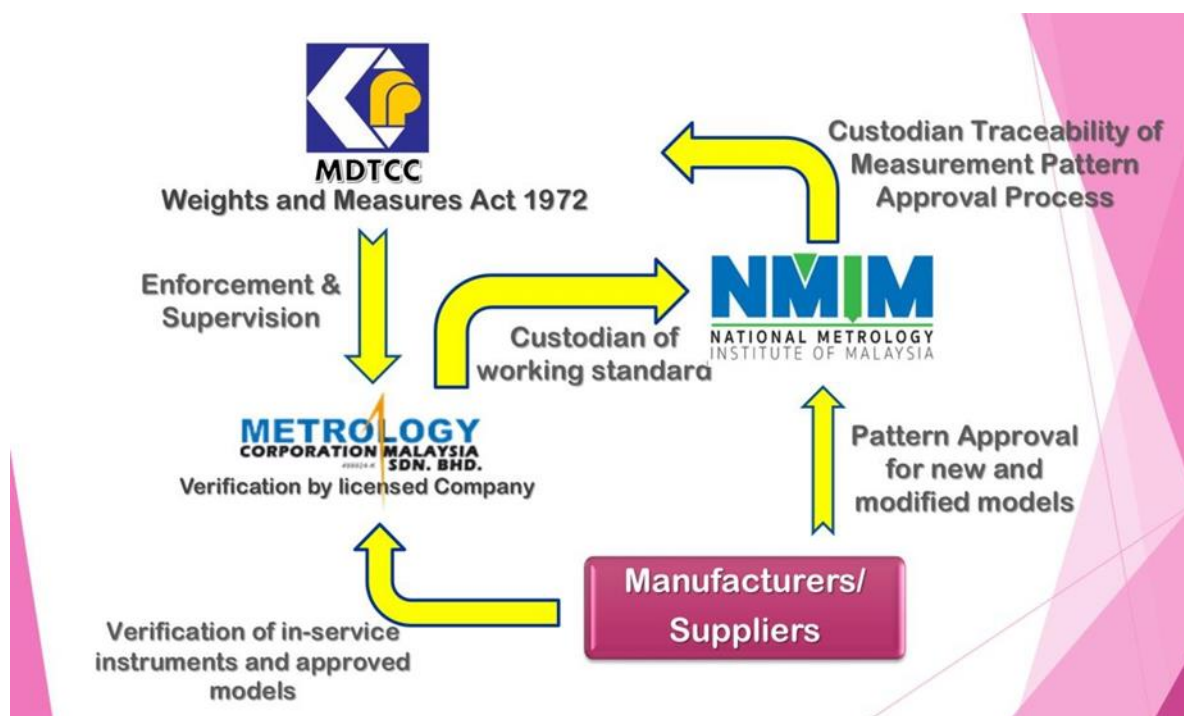 MDTCC
Weights and Measures Act 1972
Custodian Traceability of
Measurement Pattern
Approval Process
Enforcement &
Supervision
NMIM
NATIONAL METROLOGY
INSTITUTE OF MALAYSIA
Custodian of
working standard
METROLOGY
CORPORATION MALAYSIA
SDN. BHD.
Verification by licensed Company
Pattern Approval
for new and
modified models
Manufacturers/
Suppliers
Verification of in-service
instruments and approved
models